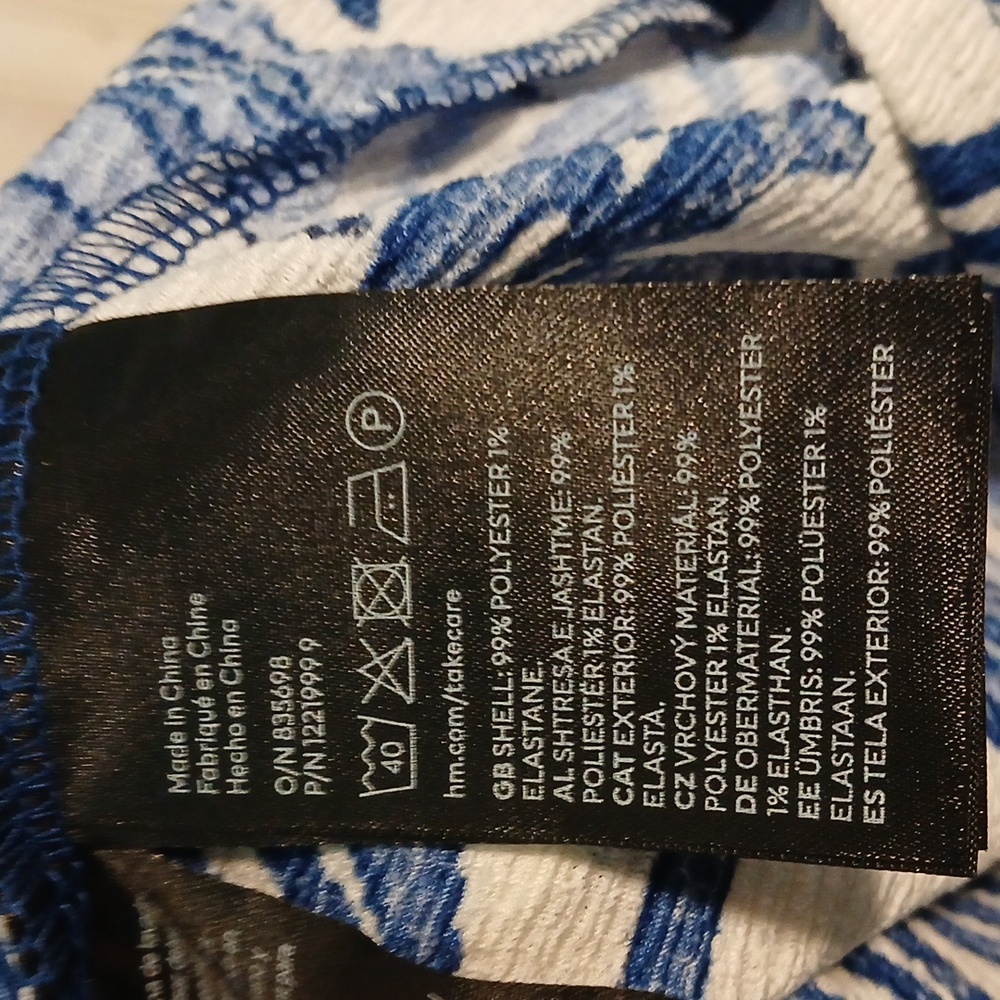 Made in China
Fabriqué en Chine
Hecho en China
O/N 835698
P/N 1221999 9
40 P
hm.com/takecare
GB SHELL: 99% POLYESTER 1%
ELASTANE.
AL SHTRESA E JASHTME: 99%
POLIESTËR 1% ELASTAN.
CAT EXTERIOR: 99% POLIÈSTER 1%
ELASTÀ.
CZ VRCHOVÝ MATERIÁL: 99%
POLYESTER 1% ELASTAN.
DE OBERMATERIAL: 99% POLYESTER
1% ELASTHAN.
EE ÜMBRIS: 99% POLUESTER 1%
ELASTAAN.
ES TELA EXTERIOR: 99% POLIÉSTER